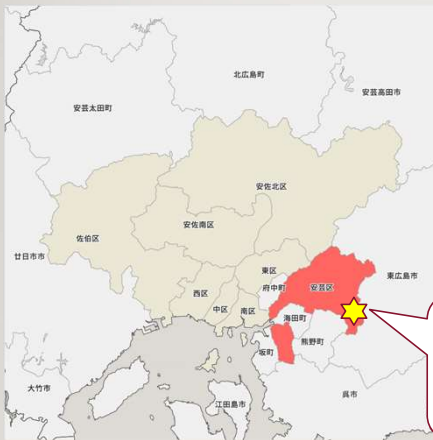 北広島町
安芸高田市
安芸太田町
安佐北区
安佐南区
佐伯区
廿日市市
東区
東広島市
府中町
安芸区
西区
中区
南区
海田町
熊野町
坂町
呉市
大竹市
江田島市